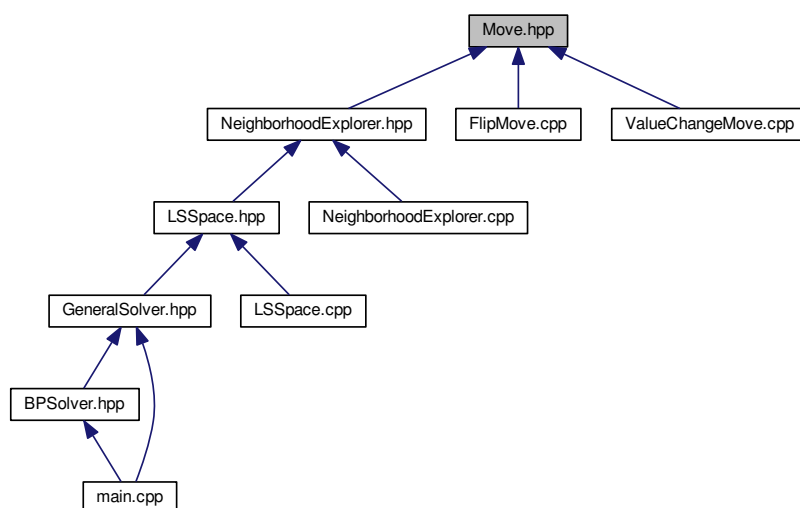 Move.hpp
NeighborhoodExplorer.hpp
FlipMove.cpp
ValueChangeMove.cpp
LSSpace.hpp
NeighborhoodExplorer.cpp
GeneralSolver.hpp
LSSpace.cpp
BPSolver.hpp
main.cpp